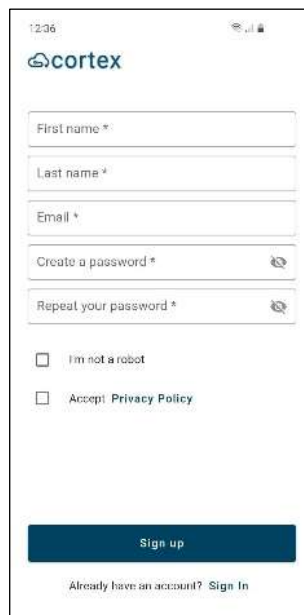 12:36
cortex
First name *
Last name *
Email *
Create a password *
Repeat your password *
I'm not a robot
Accept Privacy Policy
Sign up
Already have an account? Sign In